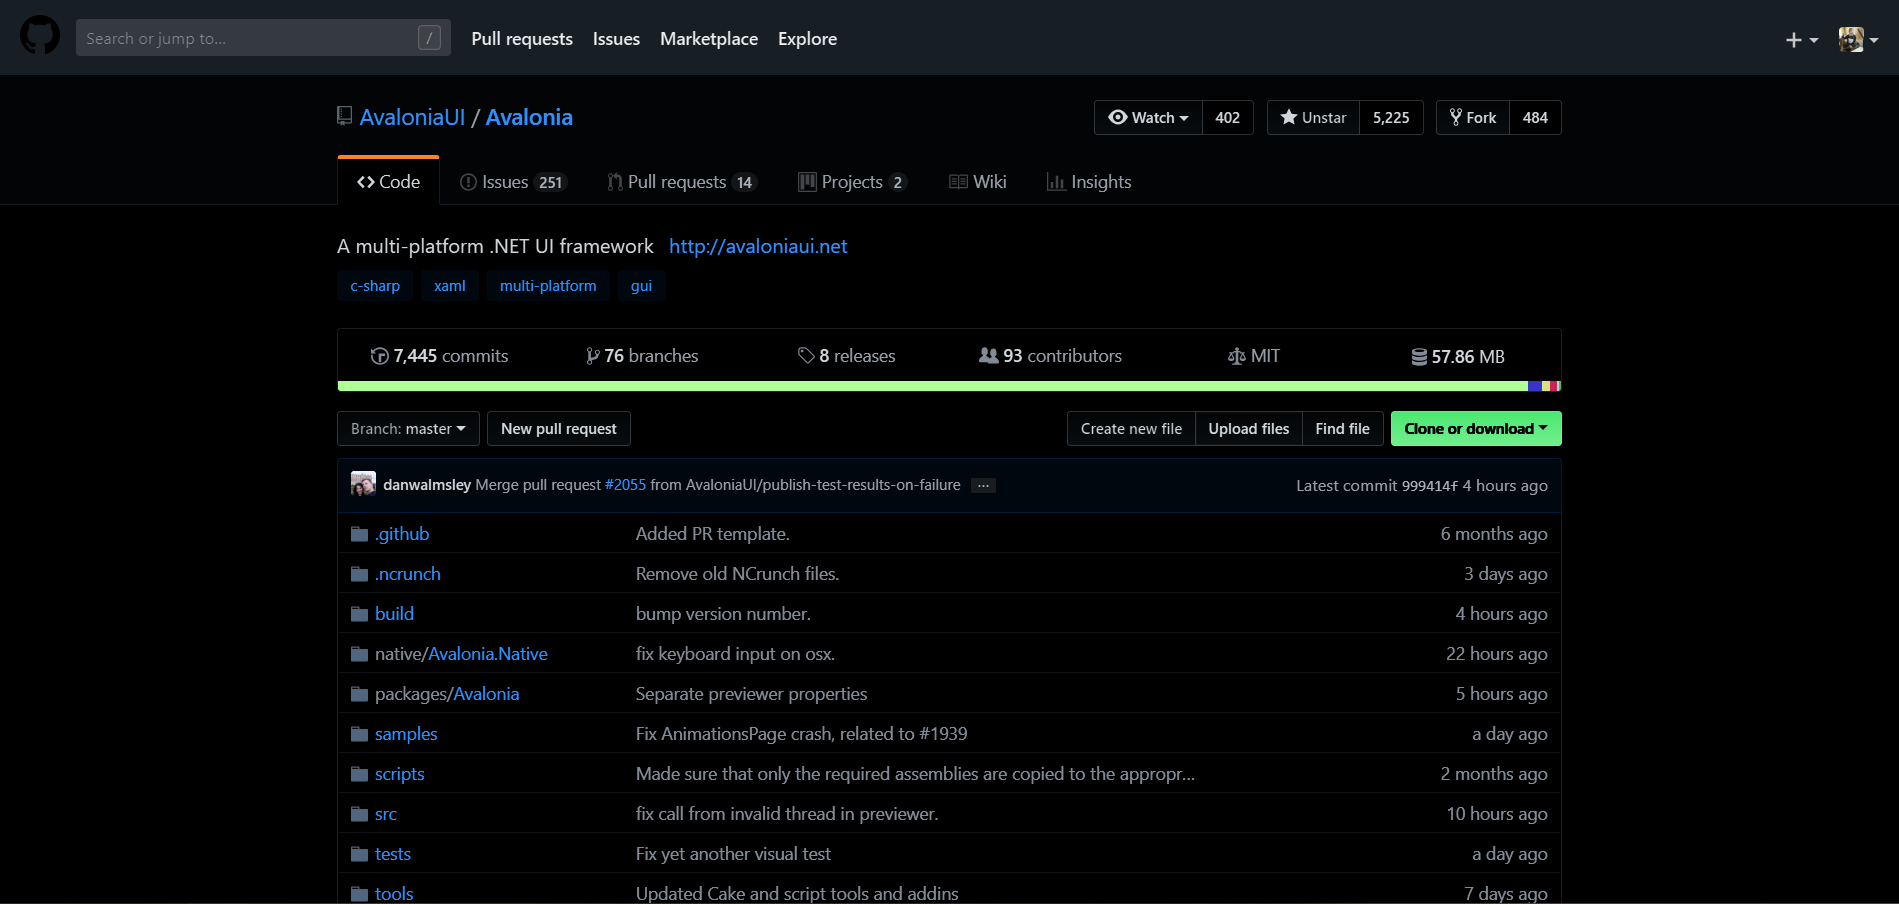 Search or jump to... /
Pull requests Issues Marketplace Explore
AvaloniaUI / Avalonia
Watch 402 Unstar 5,225 Fork 484
Code Issues 251 Pull requests 14 Projects 2 Wiki Insights
A multi-platform .NET UI framework http://avaloniaui.net
c-sharp xaml multi-platform gui
7,445 commits 76 branches 8 releases 93 contributors MIT 57.86 MB
Branch: master New pull request Create new file Upload files Find file Clone or download
danwalmsley Merge pull request #2055 from AvaloniaUI/publish-test-results-on-failure ... Latest commit 999414f 4 hours ago
.github Added PR template. 6 months ago
.ncrunch Remove old NCrunch files. 3 days ago
build bump version number. 4 hours ago
native/Avalonia.Native fix keyboard input on osx. 22 hours ago
packages/Avalonia Separate previewer properties 5 hours ago
samples Fix AnimationsPage crash, related to #1939 a day ago
scripts Made sure that only the required assemblies are copied to the appropr... 2 months ago
src fix call from invalid thread in previewer. 10 hours ago
tests Fix yet another visual test a day ago
tools Updated Cake and script tools and addins 7 days ago